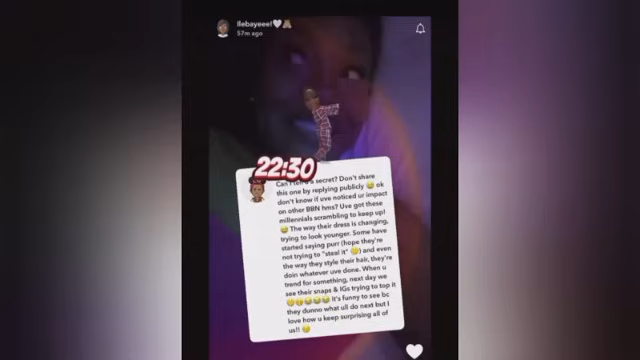 llebayeeel🤍🙏🏽
57m ago
22:30
Can I a secret? Don't share
this one by replying publicly 😅 ok
don't know if uve noticed ur impact
on other BBN hms? Uve got these
millennials scrambling to keep up!
😅 The way their dress is changing,
trying to look younger. Some have
started saying purr (hope they're
not trying to "steal it" 🤣) and even
the way they style their hair, they're
doin whatever uve done. When u
trend for something, next day we
see their snaps & IGs trying to top it
😂😂😂😂😂 It's funny to see bc
they dunno what ull do next but I
love how u keep surprising all of
us!! 😏